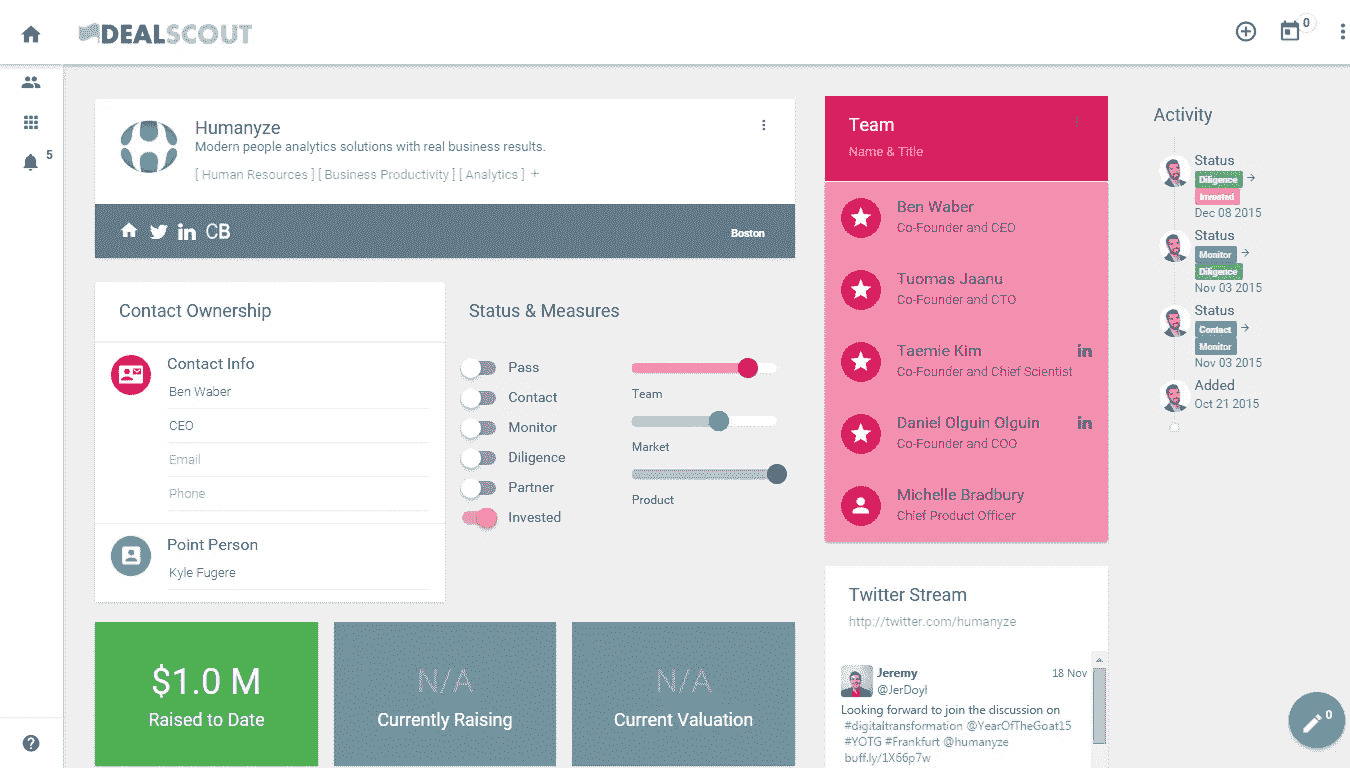 DEALSCOUT
0
5
Humanyze
Modern people analytics solutions with real business results.
[ Human Resources ] [ Business Productivity ] [ Analytics ] +
CB
Boston
Contact Ownership
Contact Info
Ben Waber
CEO
Email
Phone
Point Person
Kyle Fugere
Status & Measures
Pass
Contact
Monitor
Diligence
Partner
Invested
Team
Market
Product
$1.0 M
Raised to Date
N/A
Currently Raising
N/A
Current Valuation
Team
Name & Title
Ben Waber
Co-Founder and CEO
Tuomas Jaanu
Co-Founder and CTO
Taemie Kim
Co-Founder and Chief Scientist
Daniel Olguin Olguin
Co-Founder and COO
Michelle Bradbury
Chief Product Officer
Twitter Stream
http://twitter.com/humanyze
Jeremy 18 Nov
@JerDoyl
Looking forward to join the discussion on
#digitaltransformation @YearOfTheGoat15
#YOTG #Frankfurt @humanyze
buff.ly/1X66p7w
Activity
Status
Diligence →
Invested
Dec 08 2015
Status
Monitor →
Diligence
Nov 03 2015
Status
Contact →
Monitor
Nov 03 2015
Added
Oct 21 2015
0